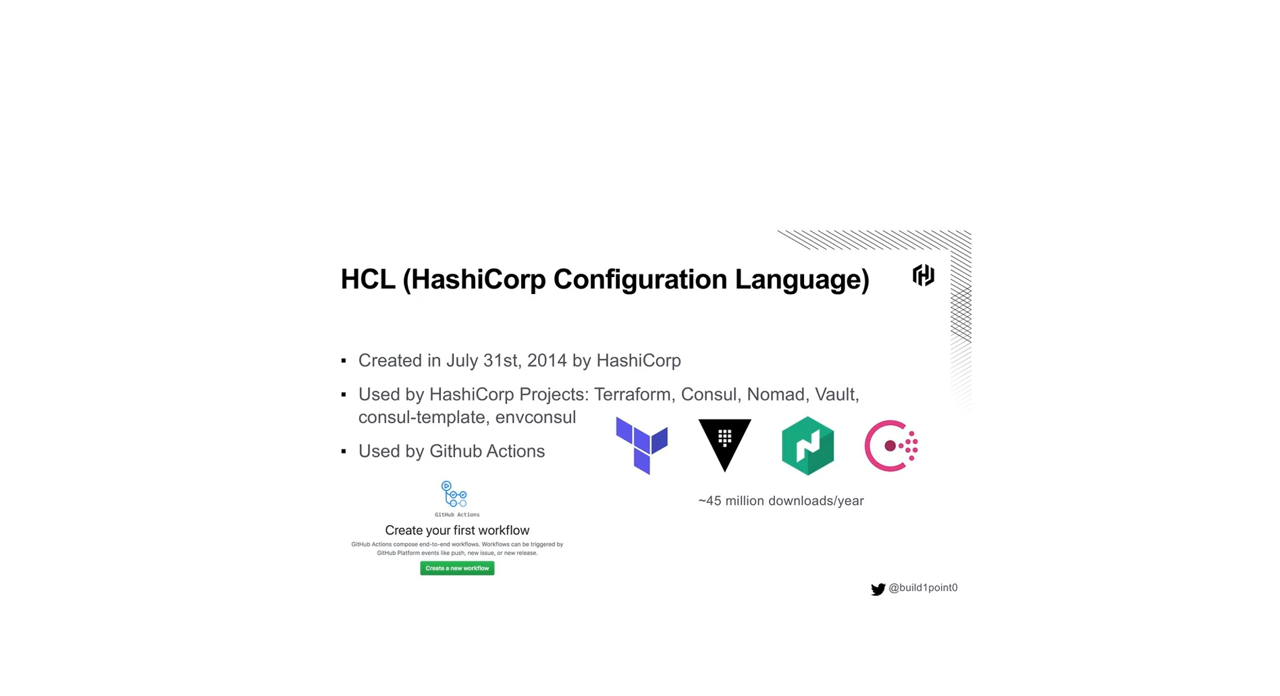 HCL (HashiCorp Configuration Language)
▪ Created in July 31st, 2014 by HashiCorp
▪ Used by HashiCorp Projects: Terraform, Consul, Nomad, Vault,
consul-template, envconsul
▪ Used by Github Actions
~45 million downloads/year
GitHub Actions
Create your first workflow
GitHub Actions compose end-to-end workflows. Workflows can be triggered by
GitHub Platform events like push, new issue, or new release.
Create a new workflow
@build1point0